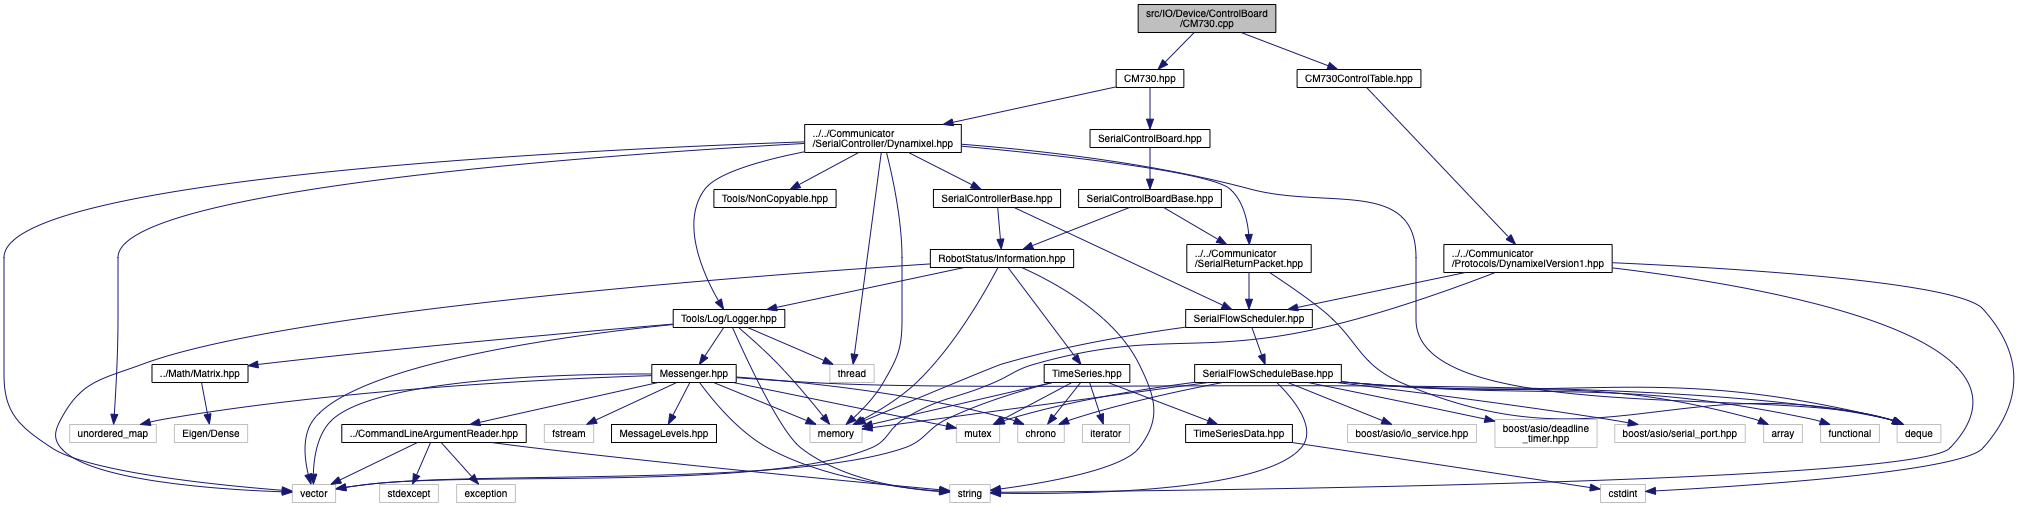 src/IO/Device/ControlBoard
/CM730.cpp
CM730.hpp
CM730ControlTable.hpp
../../Communicator
/SerialController/Dynamixel.hpp
SerialControlBoard.hpp
Tools/NonCopyable.hpp
SerialControllerBase.hpp
SerialControlBoardBase.hpp
RobotStatus/Information.hpp
../../Communicator
/SerialReturnPacket.hpp
../../Communicator
/Protocols/DynamixelVersion1.hpp
Tools/Log/Logger.hpp
SerialFlowScheduler.hpp
../Math/Matrix.hpp
Messenger.hpp
thread
TimeSeries.hpp
SerialFlowScheduleBase.hpp
unordered_map
Eigen/Dense
../CommandLineArgumentReader.hpp
fstream
MessageLevels.hpp
memory
mutex
chrono
iterator
TimeSeriesData.hpp
boost/asio/io_service.hpp
boost/asio/deadline
_timer.hpp
boost/asio/serial_port.hpp
array
functional
deque
vector
stdexcept
exception
string
cstdint